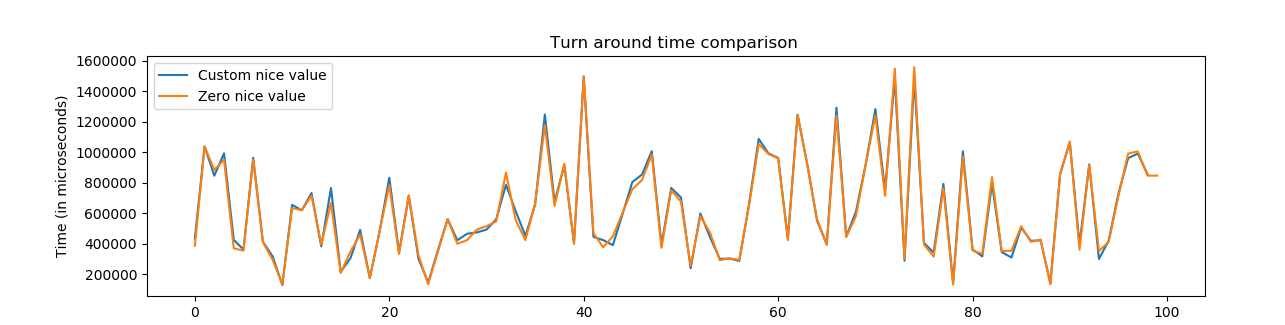 Turn around time comparison
Custom nice value
Zero nice value
Time (in microseconds)
1600000
1400000
1200000
1000000
800000
600000
400000
200000
0 20 40 60 80 100